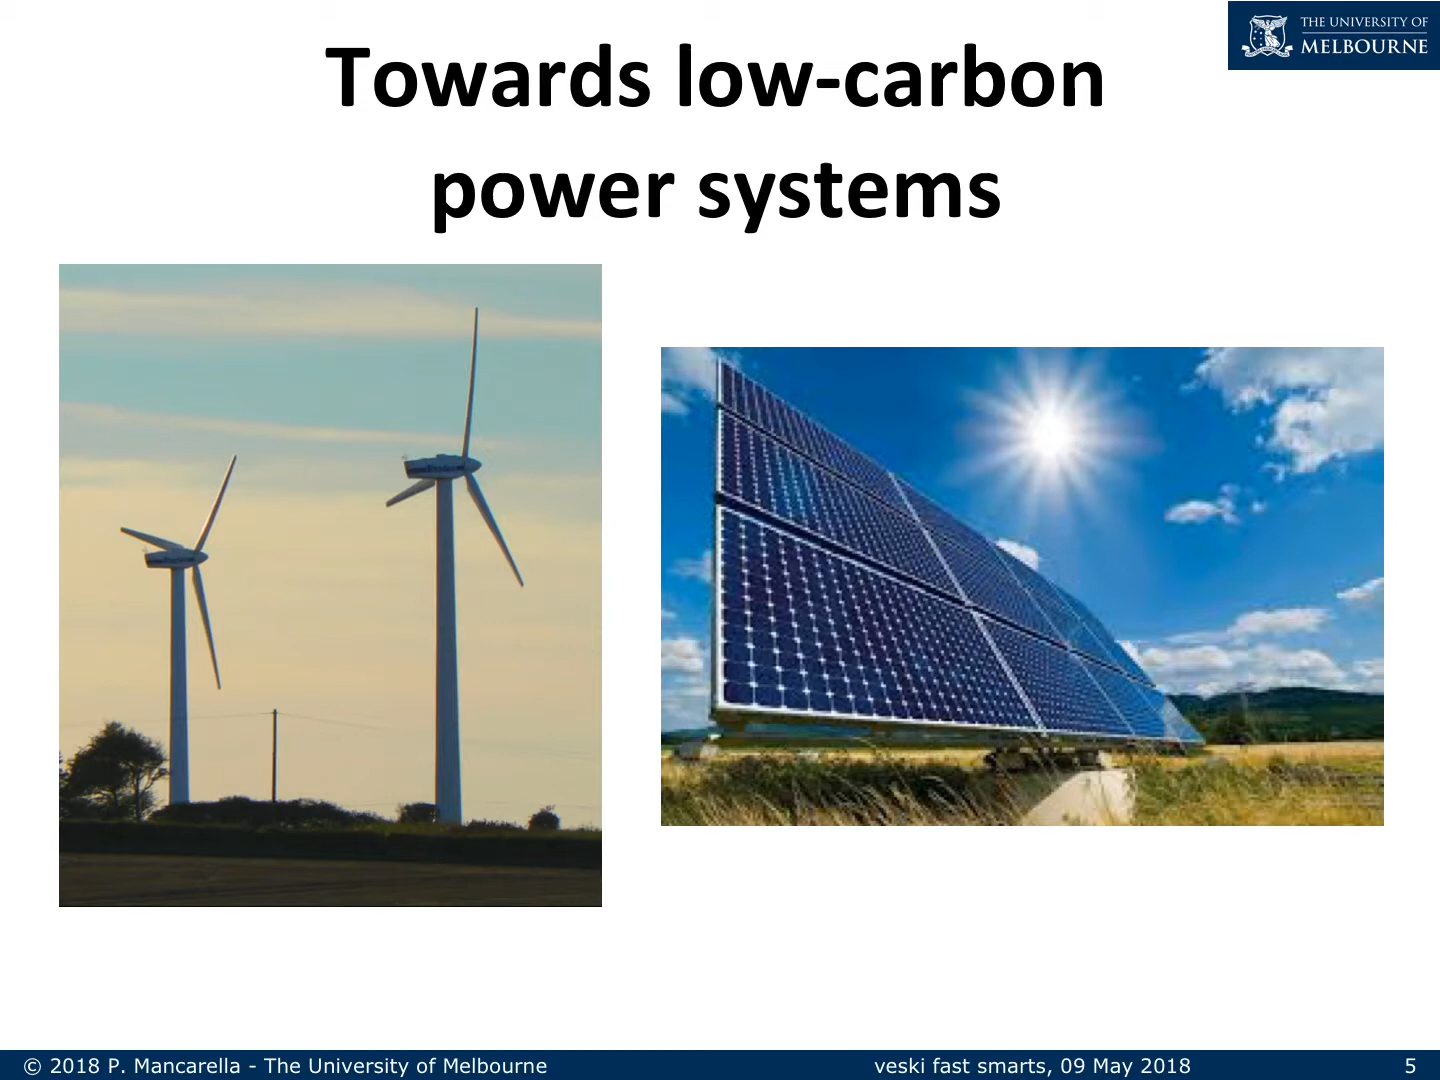 THE UNIVERSITY OF
MELBOURNE
Towards low-carbon
power systems
© 2018 P. Mancarella - The University of Melbourne
veski fast smarts, 09 May 2018
5